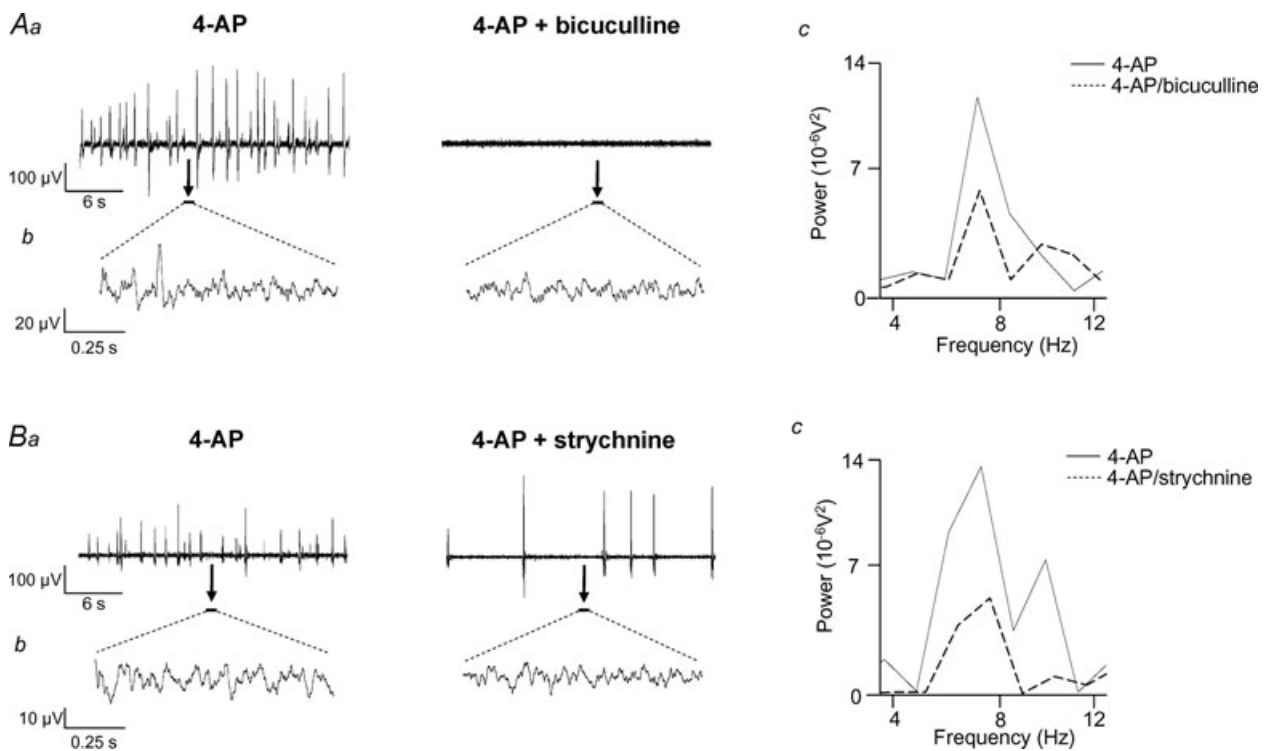 Aa
4-AP
4-AP + bicuculline
100 µV
6 s
b
20 µV
0.25 s
c
14
7
0
Power (10-6V2)
4
8
12
Frequency (Hz)
4-AP
4-AP/bicuculline
Ba
4-AP
4-AP + strychnine
100 µV
6 s
b
10 µV
0.25 s
c
14
7
0
Power (10-6V2)
4
8
12
Frequency (Hz)
4-AP
4-AP/strychnine